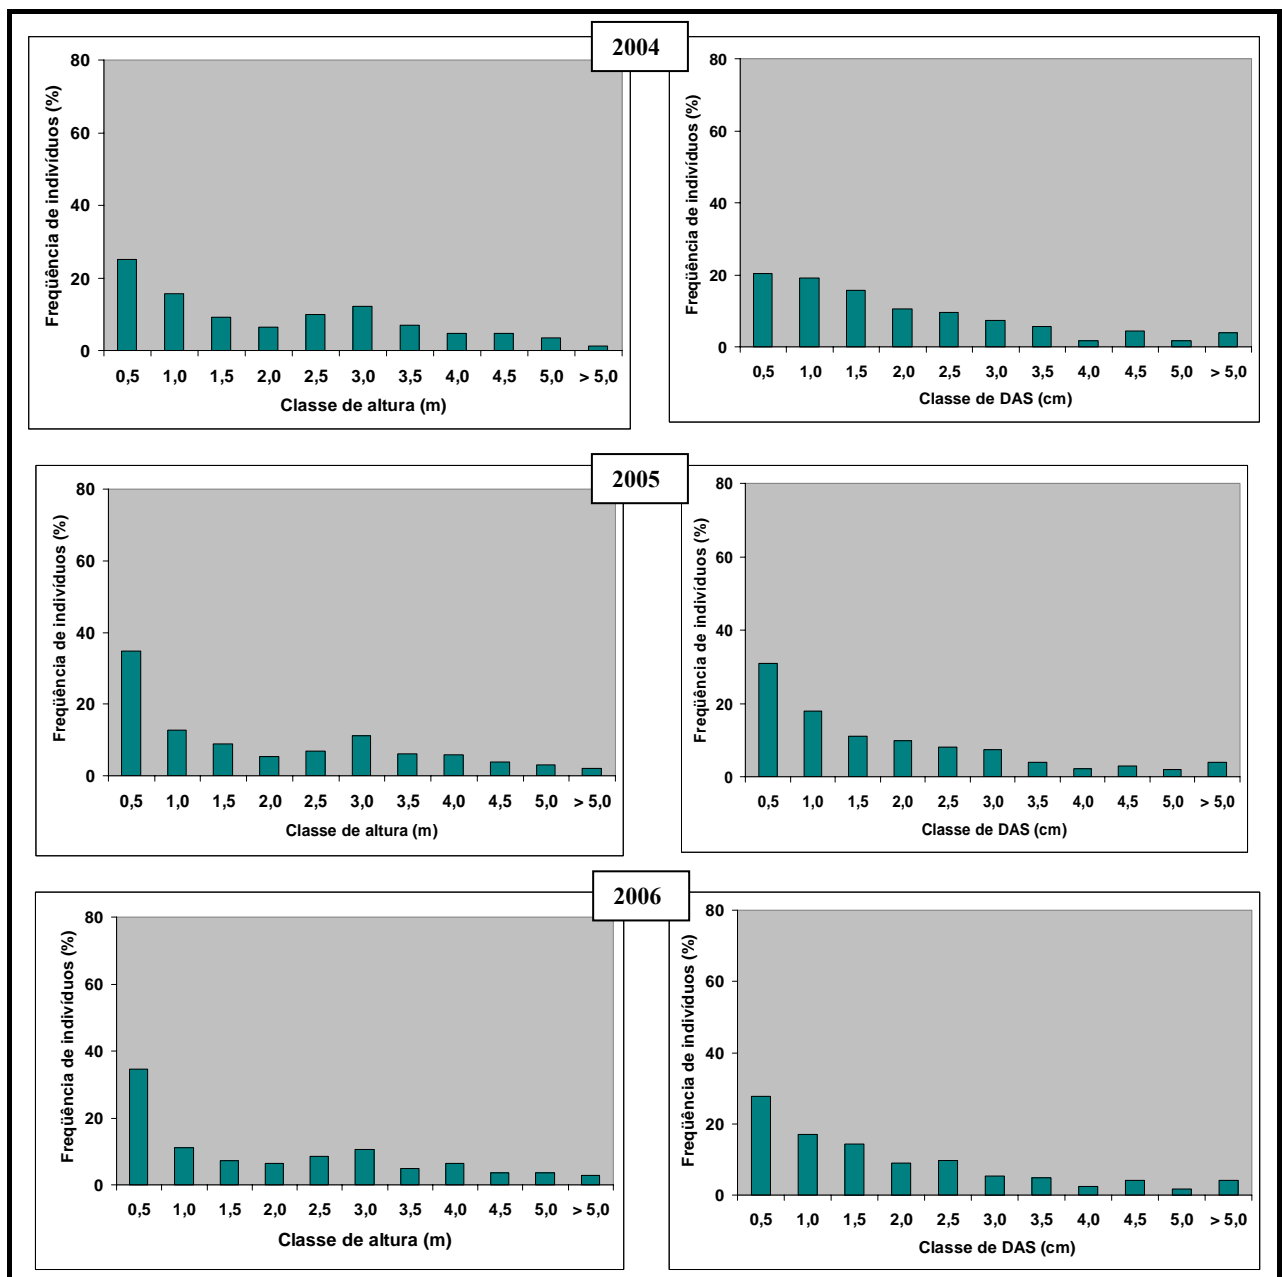 2004
Freqüência de indivíduos (%)
80
60
40
20
0
0,5 1,0 1,5 2,0 2,5 3,0 3,5 4,0 4,5 5,0 > 5,0
Classe de altura (m)
Freqüência de indivíduos (%)
80
60
40
20
0
0,5 1,0 1,5 2,0 2,5 3,0 3,5 4,0 4,5 5,0 > 5,0
Classe de DAS (cm)
2005
Freqüência de indivíduos (%)
80
60
40
20
0
0,5 1,0 1,5 2,0 2,5 3,0 3,5 4,0 4,5 5,0 > 5,0
Classe de altura (m)
Freqüência de indivíduos (%)
80
60
40
20
0
0,5 1,0 1,5 2,0 2,5 3,0 3,5 4,0 4,5 5,0 > 5,0
Classe de DAS (cm)
2006
Freqüência de indivíduos (%)
80
60
40
20
0
0,5 1,0 1,5 2,0 2,5 3,0 3,5 4,0 4,5 5,0 > 5,0
Classe de altura (m)
Freqüência de indivíduos (%)
80
60
40
20
0
0,5 1,0 1,5 2,0 2,5 3,0 3,5 4,0 4,5 5,0 > 5,0
Classe de DAS (cm)